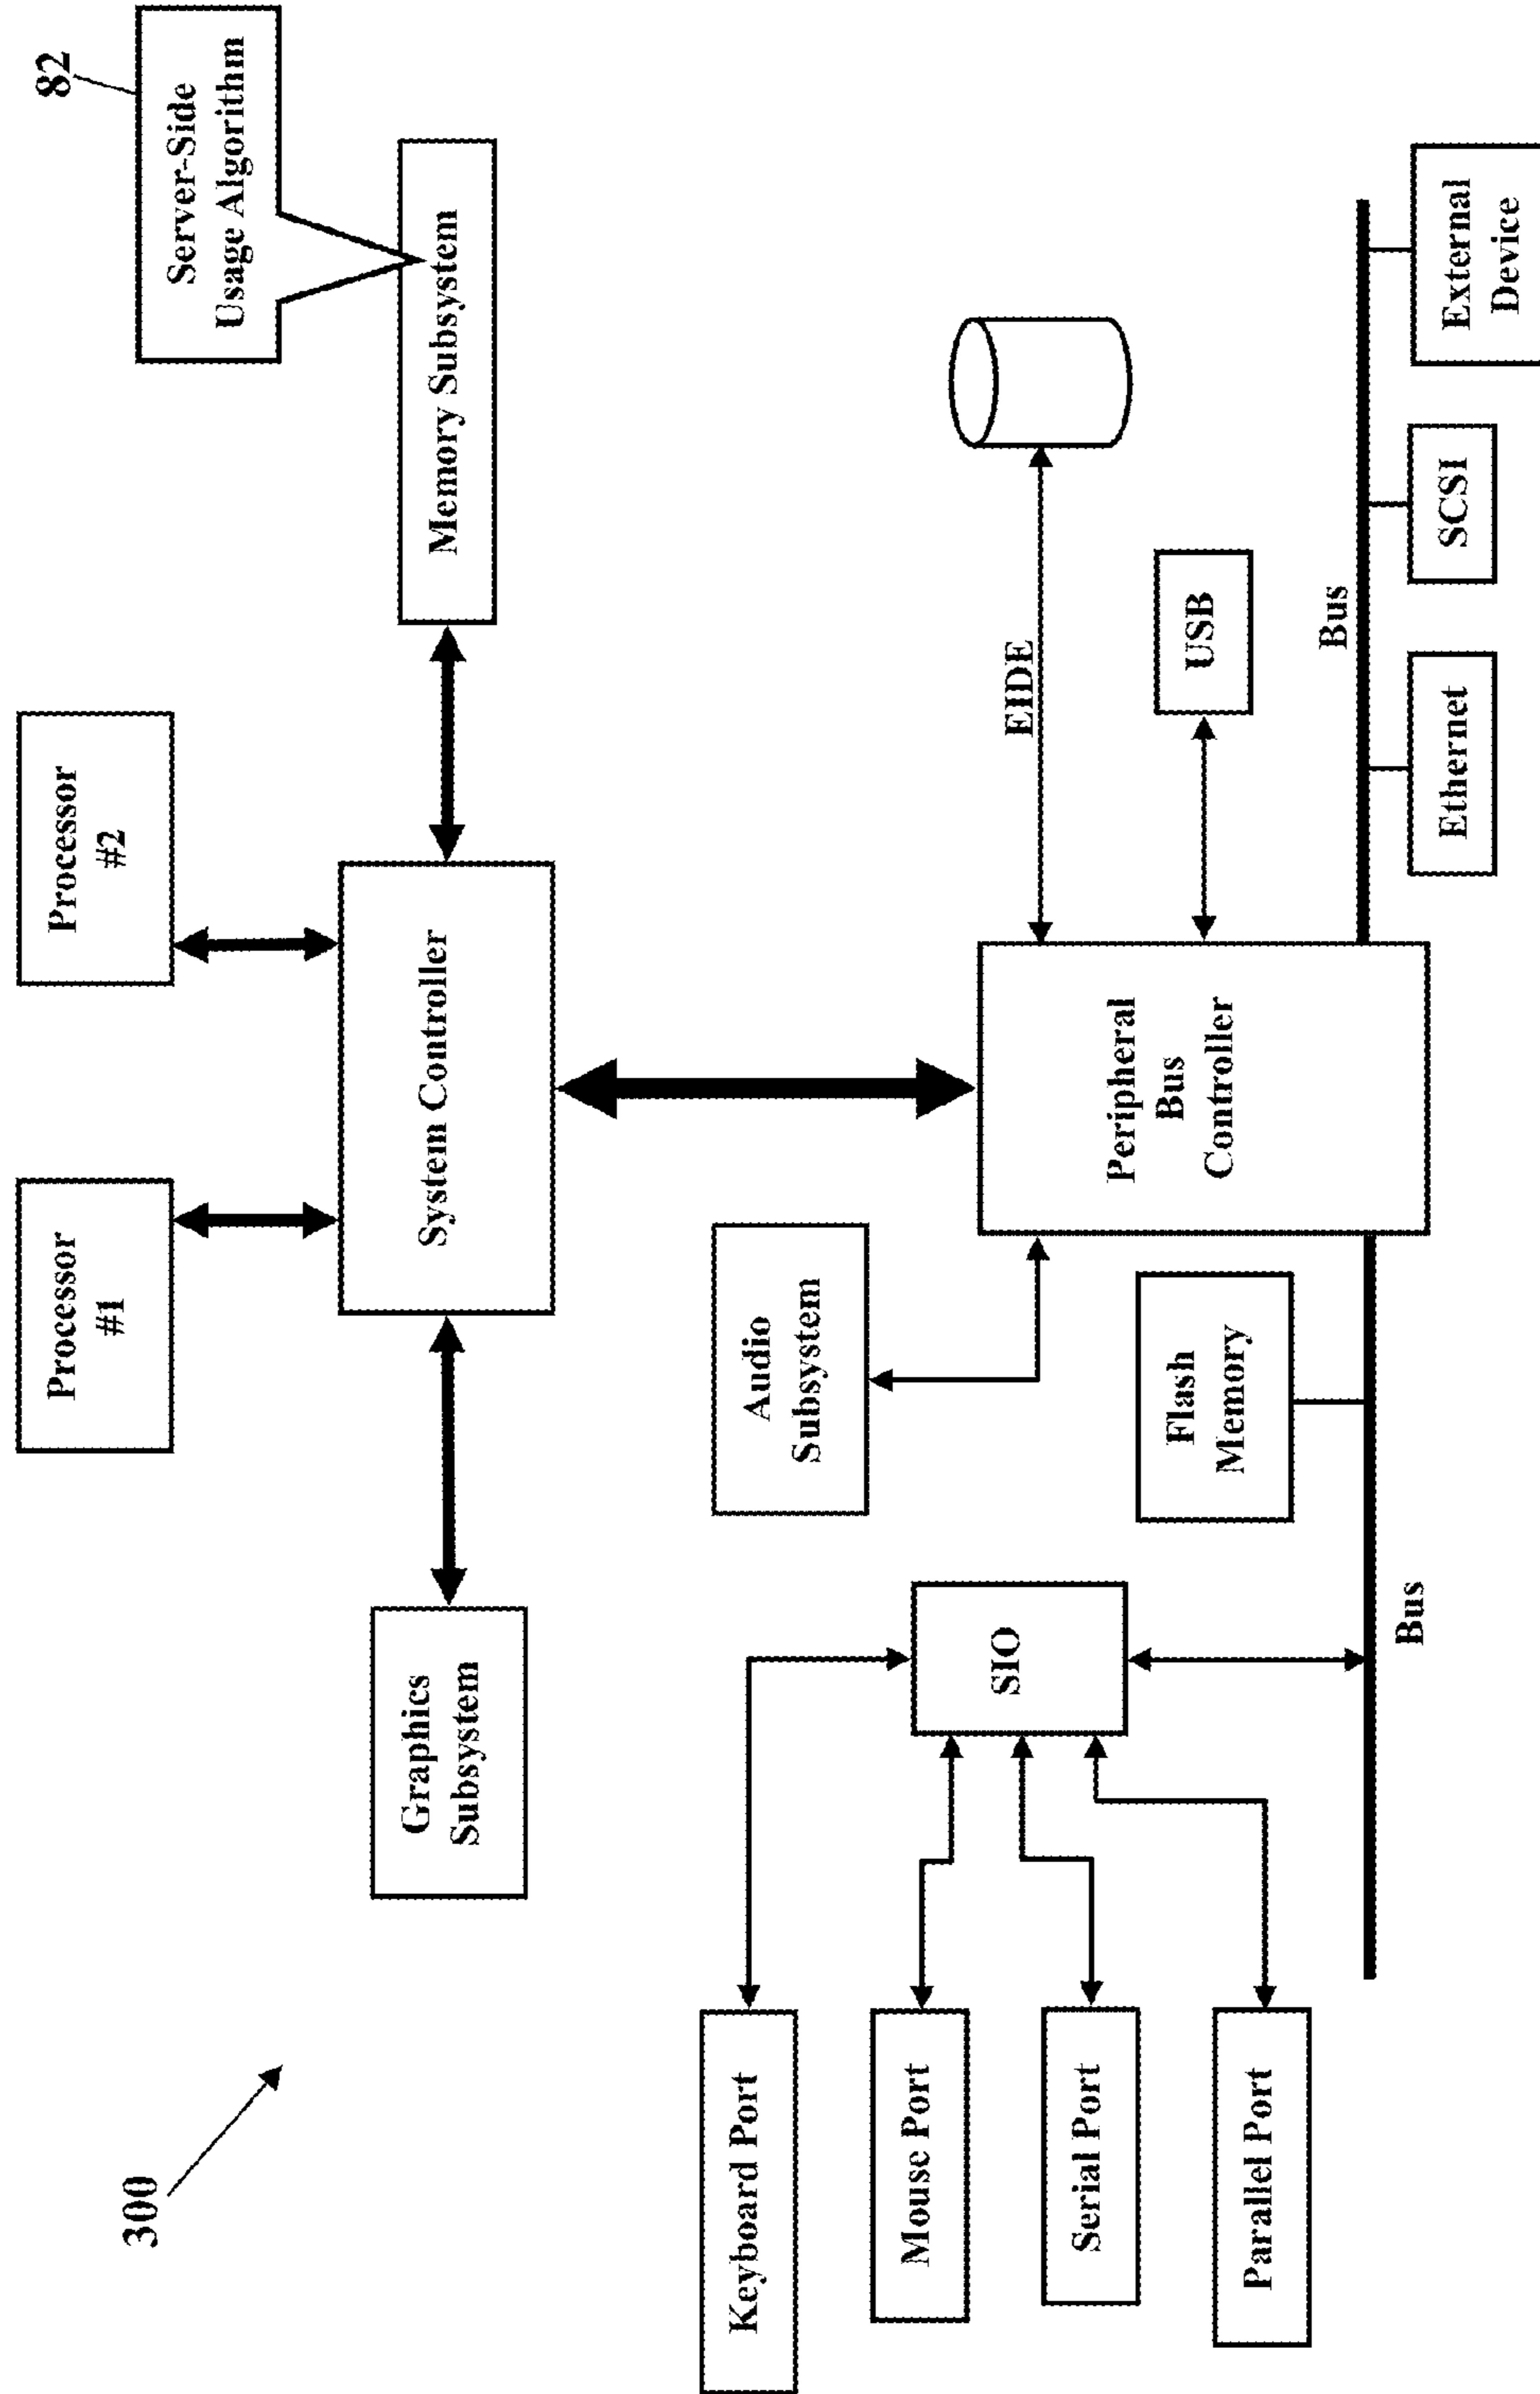 300
82
Server-Side
Usage Algorithm
Processor
#1
Processor
#2
Graphics
Subsystem
System Controller
Memory Subsystem
Keyboard Port
Mouse Port
Serial Port
Parallel Port
SIO
Audio
Subsystem
Flash
Memory
Peripheral
Bus
Controller
EIDE
USB
Bus
Bus
Ethernet
SCSI
External
Device